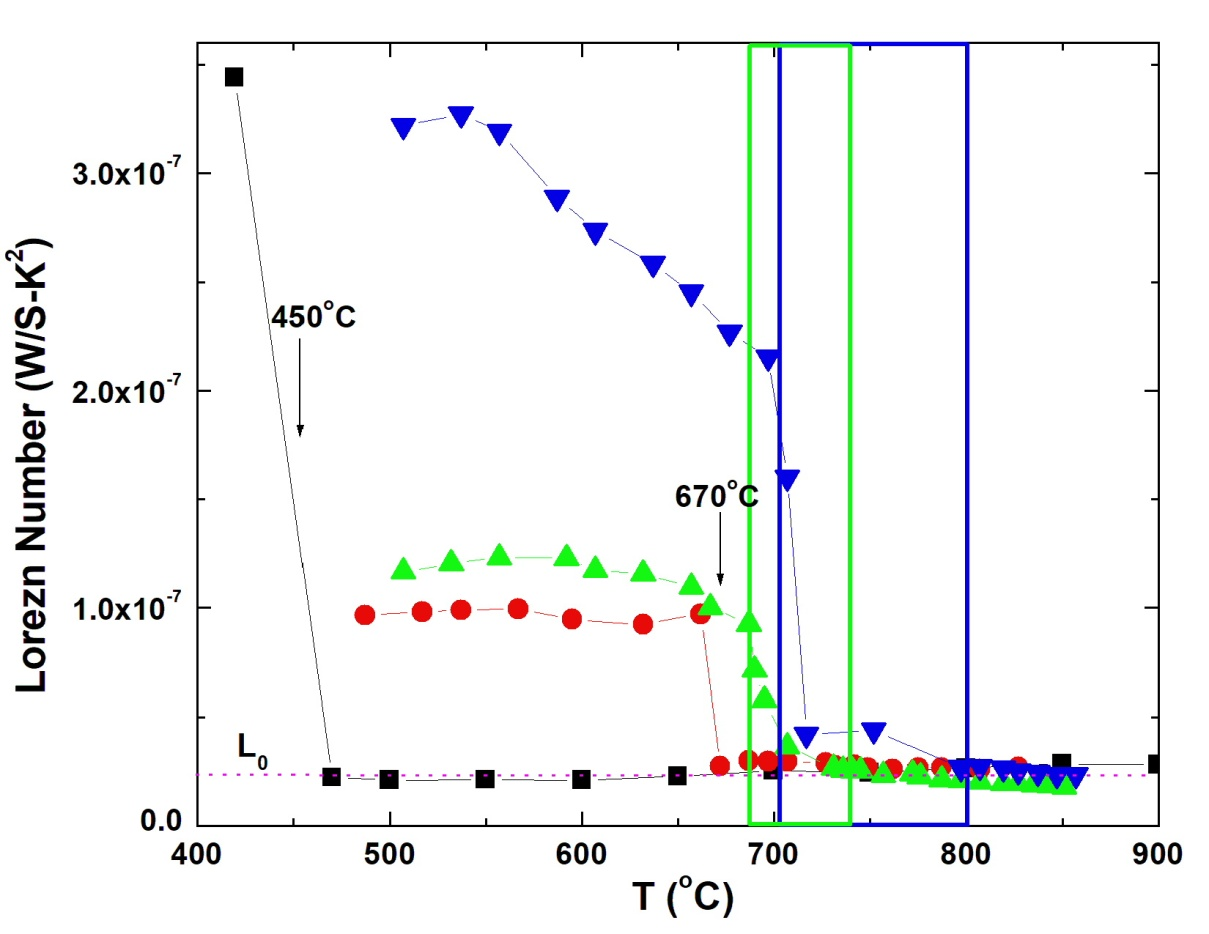 Lorezn Number (W/S-K²)
3.0x10⁻⁷
2.0x10⁻⁷
1.0x10⁻⁷
0.0
450°C
670°C
L₀
400 500 600 700 800 900
T (°C)